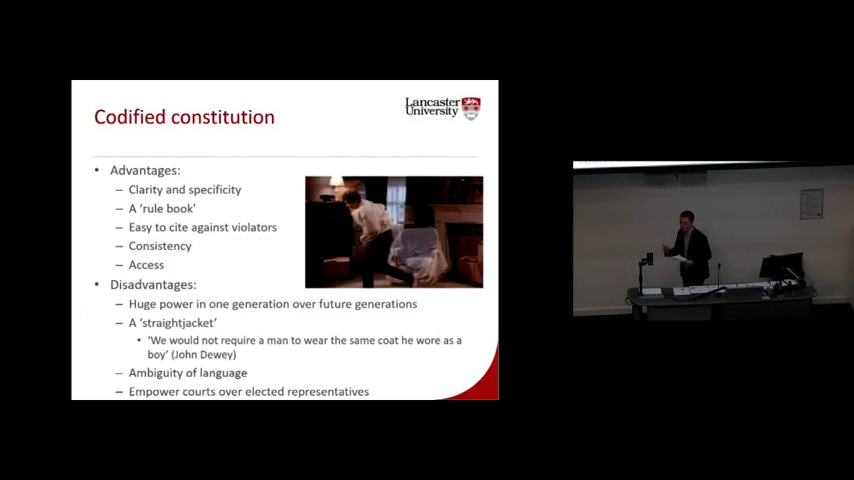 Codified constitution
Lancaster
University
• Advantages:
– Clarity and specificity
– A ‘rule book’
– Easy to cite against violators
– Consistency
– Access
• Disadvantages:
– Huge power in one generation over future generations
– A ‘straightjacket’
• ‘We would not require a man to wear the same coat he wore as a
boy’ (John Dewey)
– Ambiguity of language
– Empower courts over elected representatives